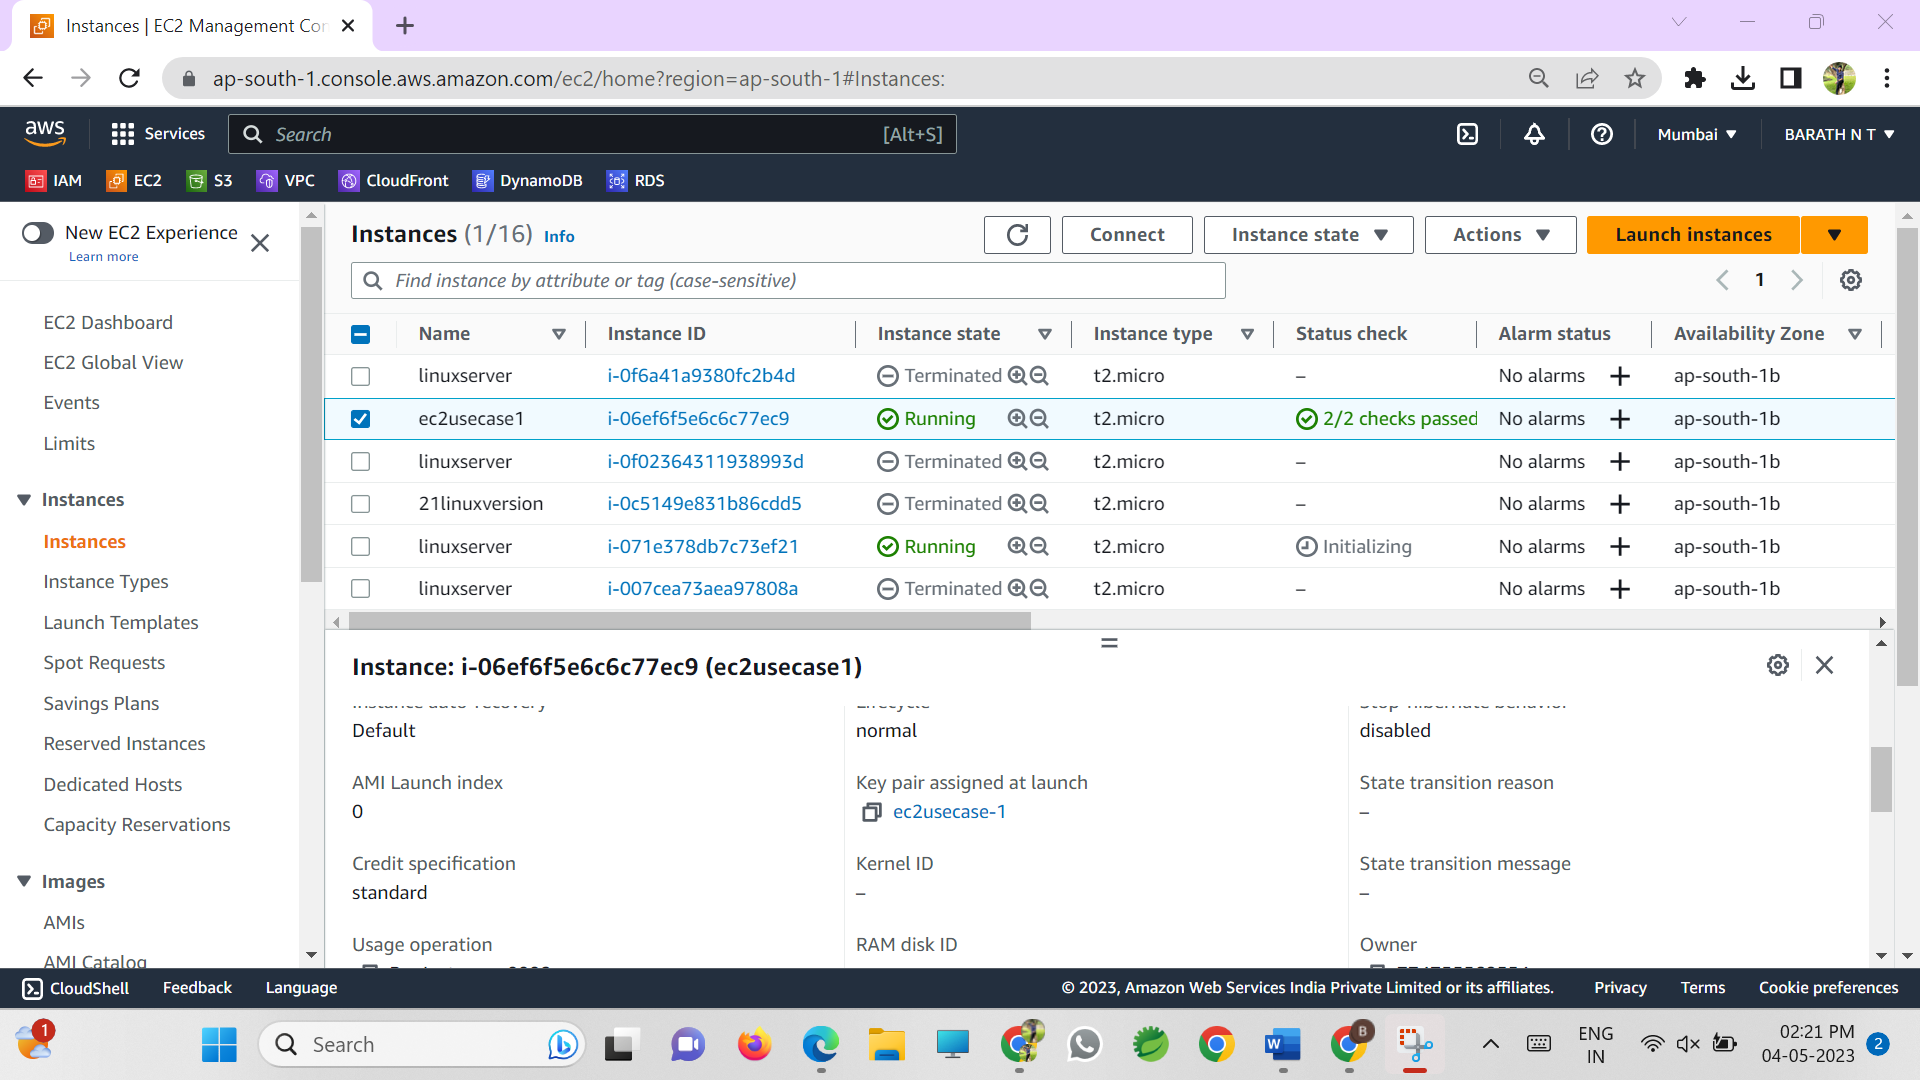 Instances | EC2 Management Con
ap-south-1.console.aws.amazon.com/ec2/home?region=ap-south-1#Instances:
aws
Services
Search
[Alt+S]
Mumbai
BARATH N T
IAM
EC2
S3
VPC
CloudFront
DynamoDB
RDS
New EC2 Experience
Learn more
EC2 Dashboard
EC2 Global View
Events
Limits
Instances
Instances
Instance Types
Launch Templates
Spot Requests
Savings Plans
Reserved Instances
Dedicated Hosts
Capacity Reservations
Images
AMIs
AMI Catalog
Instances (1/16) Info
Connect
Instance state
Actions
Launch instances
Find instance by attribute or tag (case-sensitive)
1
Name Instance ID Instance state Instance type Status check Alarm status Availability Zone
linuxserver i-0f6a41a9380fc2b4d Terminated t2.micro – No alarms + ap-south-1b
ec2usecase1 i-06ef6f5e6c6c77ec9 Running t2.micro 2/2 checks passed No alarms + ap-south-1b
linuxserver i-0f02364311938993d Terminated t2.micro – No alarms + ap-south-1b
21linuxversion i-0c5149e831b86cdd5 Terminated t2.micro – No alarms + ap-south-1b
linuxserver i-071e378db7c73ef21 Running t2.micro Initializing No alarms + ap-south-1b
linuxserver i-007cea73aea97808a Terminated t2.micro – No alarms + ap-south-1b
Instance: i-06ef6f5e6c6c77ec9 (ec2usecase1)
Instance auto-recovery
Default
Lifecycle
normal
Stop-hibernate behavior
disabled
AMI Launch index
0
Key pair assigned at launch
ec2usecase-1
State transition reason
–
Credit specification
standard
Kernel ID
–
State transition message
–
Usage operation
RAM disk ID
Owner
CloudShell
Feedback
Language
© 2023, Amazon Web Services India Private Limited or its affiliates.
Privacy
Terms
Cookie preferences
1
Search
B
ENG
IN
02:21 PM
04-05-2023
2